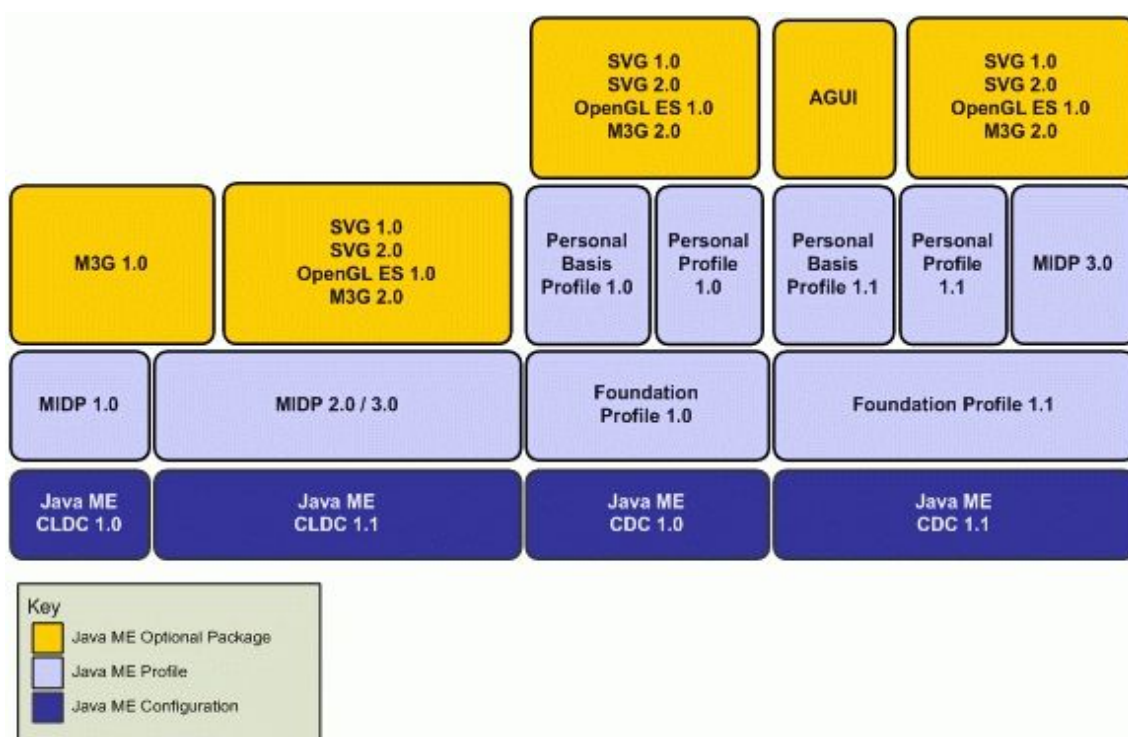 SVG 1.0
SVG 2.0
OpenGL ES 1.0
M3G 2.0
AGUI
SVG 1.0
SVG 2.0
OpenGL ES 1.0
M3G 2.0
M3G 1.0
SVG 1.0
SVG 2.0
OpenGL ES 1.0
M3G 2.0
Personal
Basis
Profile 1.0
Personal
Profile
1.0
Personal
Basis
Profile 1.1
Personal
Profile
1.1
MIDP 3.0
MIDP 1.0
MIDP 2.0 / 3.0
Foundation
Profile 1.0
Foundation Profile 1.1
Java ME
CLDC 1.0
Java ME
CLDC 1.1
Java ME
CDC 1.0
Java ME
CDC 1.1
Key
Java ME Optional Package
Java ME Profile
Java ME Configuration